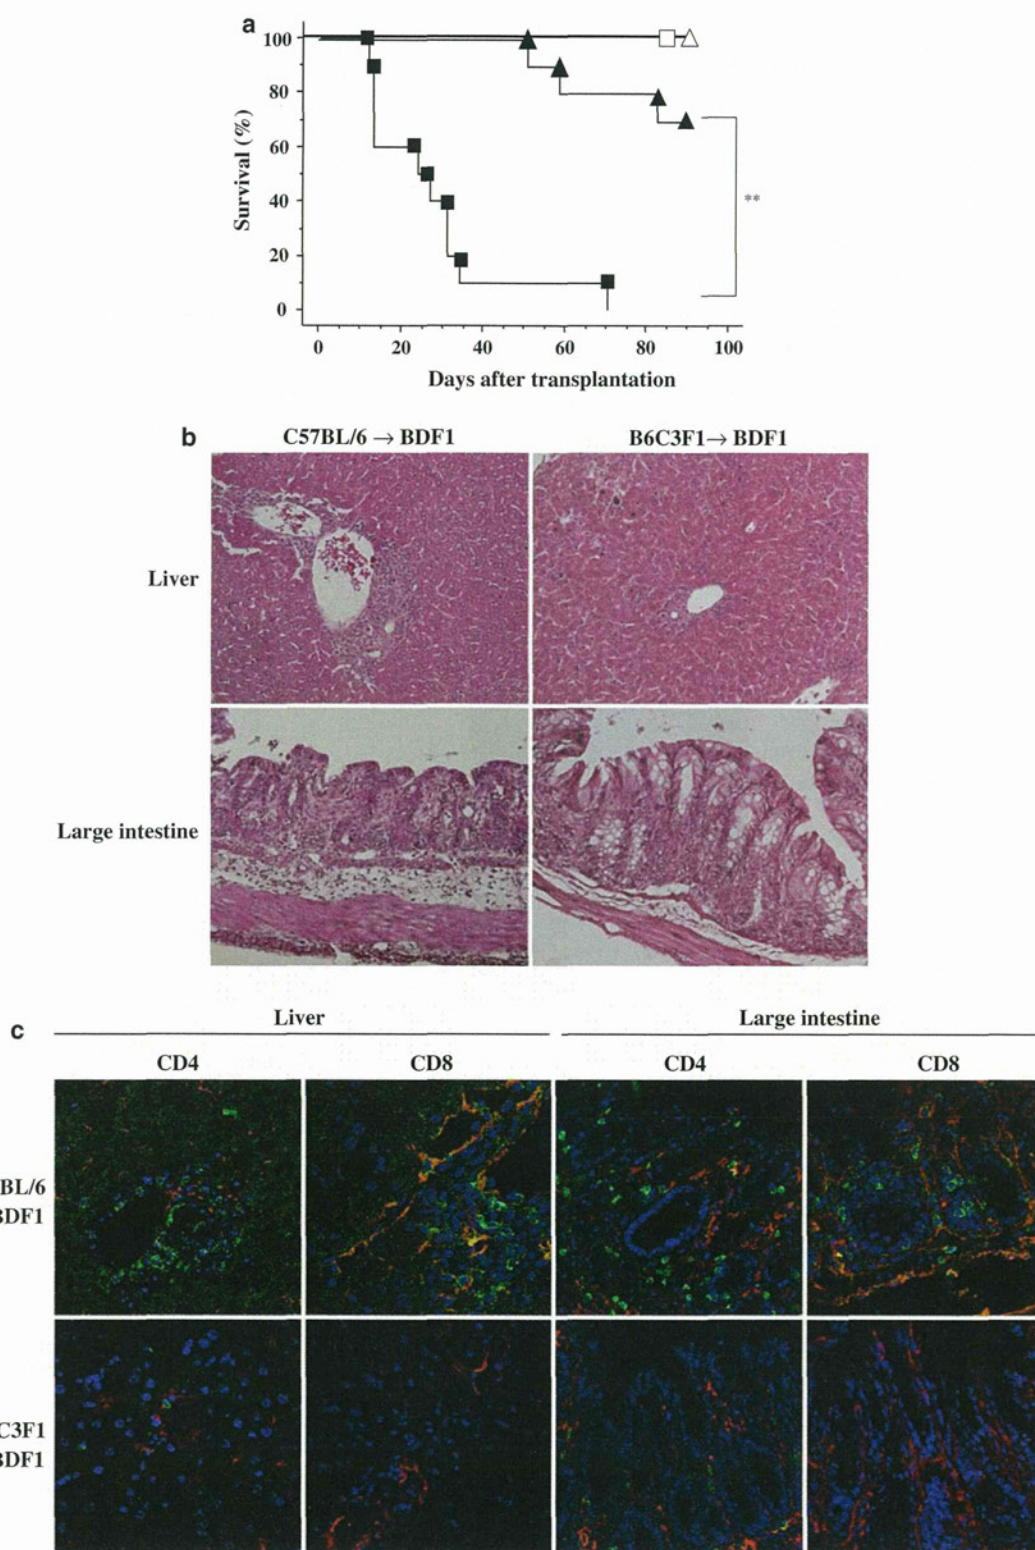 a
100
80
60
40
20
0
Survival (%)
**
0 20 40 60 80 100
Days after transplantation
b
C57BL/6 → BDF1 B6C3F1→ BDF1
Liver
Large intestine
c
Liver Large intestine
CD4 CD8 CD4 CD8
BL/6
BDF1
C3F1
BDF1